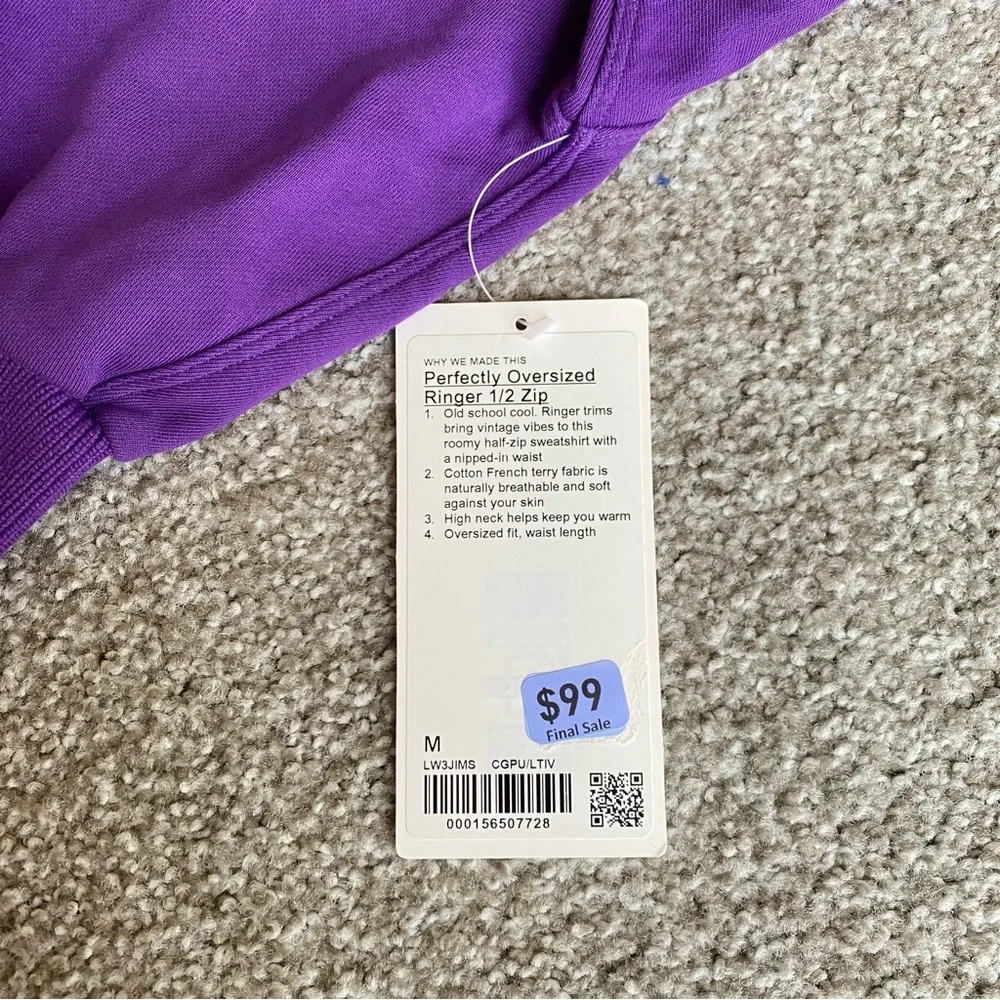 WHY WE MADE THIS
Perfectly Oversized
Ringer 1/2 Zip
1. Old school cool. Ringer trims
bring vintage vibes to this
roomy half-zip sweatshirt with
a nipped-in waist
2. Cotton French terry fabric is
naturally breathable and soft
against your skin
3. High neck helps keep you warm
4. Oversized fit, waist length
$99
Final Sale
M
LW3JIMS CGPU/LTIV
000156507728